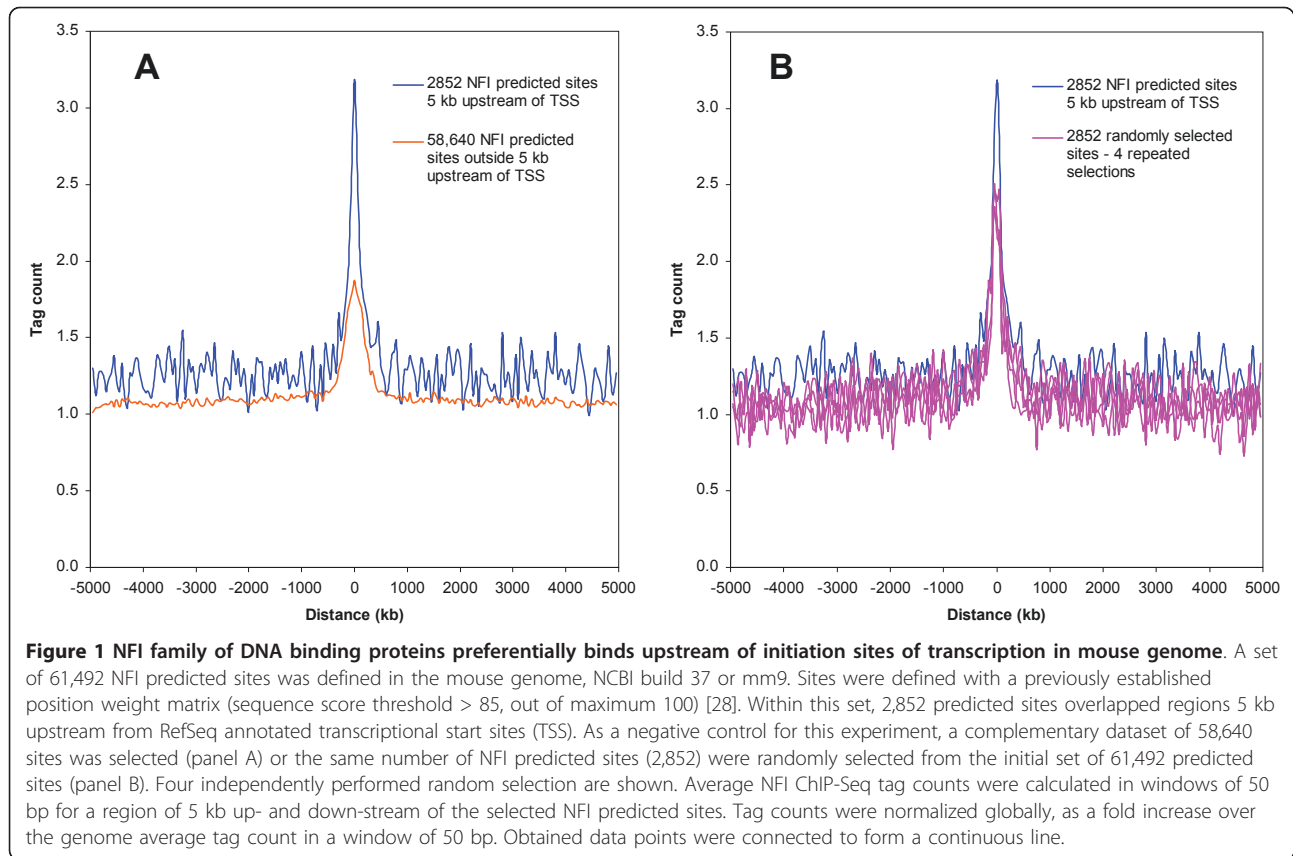 A
2852 NFI predicted sites
5 kb upstream of TSS
58,640 NFI predicted
sites outside 5 kb
upstream of TSS
Tag count
3.5
3.0
2.5
2.0
1.5
1.0
0.5
0.0
-5000 -4000 -3000 -2000 -1000 0 1000 2000 3000 4000 5000
Distance (kb)
B
2852 NFI predicted sites
5 kb upstream of TSS
2852 randomly selected
sites - 4 repeated
selections
Tag count
3.5
3.0
2.5
2.0
1.5
1.0
0.5
0.0
-5000 -4000 -3000 -2000 -1000 0 1000 2000 3000 4000 5000
Distance (kb)
Figure 1 NFI family of DNA binding proteins preferentially binds upstream of initiation sites of transcription in mouse genome. A set
of 61,492 NFI predicted sites was defined in the mouse genome, NCBI build 37 or mm9. Sites were defined with a previously established
position weight matrix (sequence score threshold > 85, out of maximum 100) [28]. Within this set, 2,852 predicted sites overlapped regions 5 kb
upstream from RefSeq annotated transcriptional start sites (TSS). As a negative control for this experiment, a complementary dataset of 58,640
sites was selected (panel A) or the same number of NFI predicted sites (2,852) were randomly selected from the initial set of 61,492 predicted
sites (panel B). Four independently performed random selection are shown. Average NFI ChIP-Seq tag counts were calculated in windows of 50
bp for a region of 5 kb up- and down-stream of the selected NFI predicted sites. Tag counts were normalized globally, as a fold increase over
the genome average tag count in a window of 50 bp. Obtained data points were connected to form a continuous line.